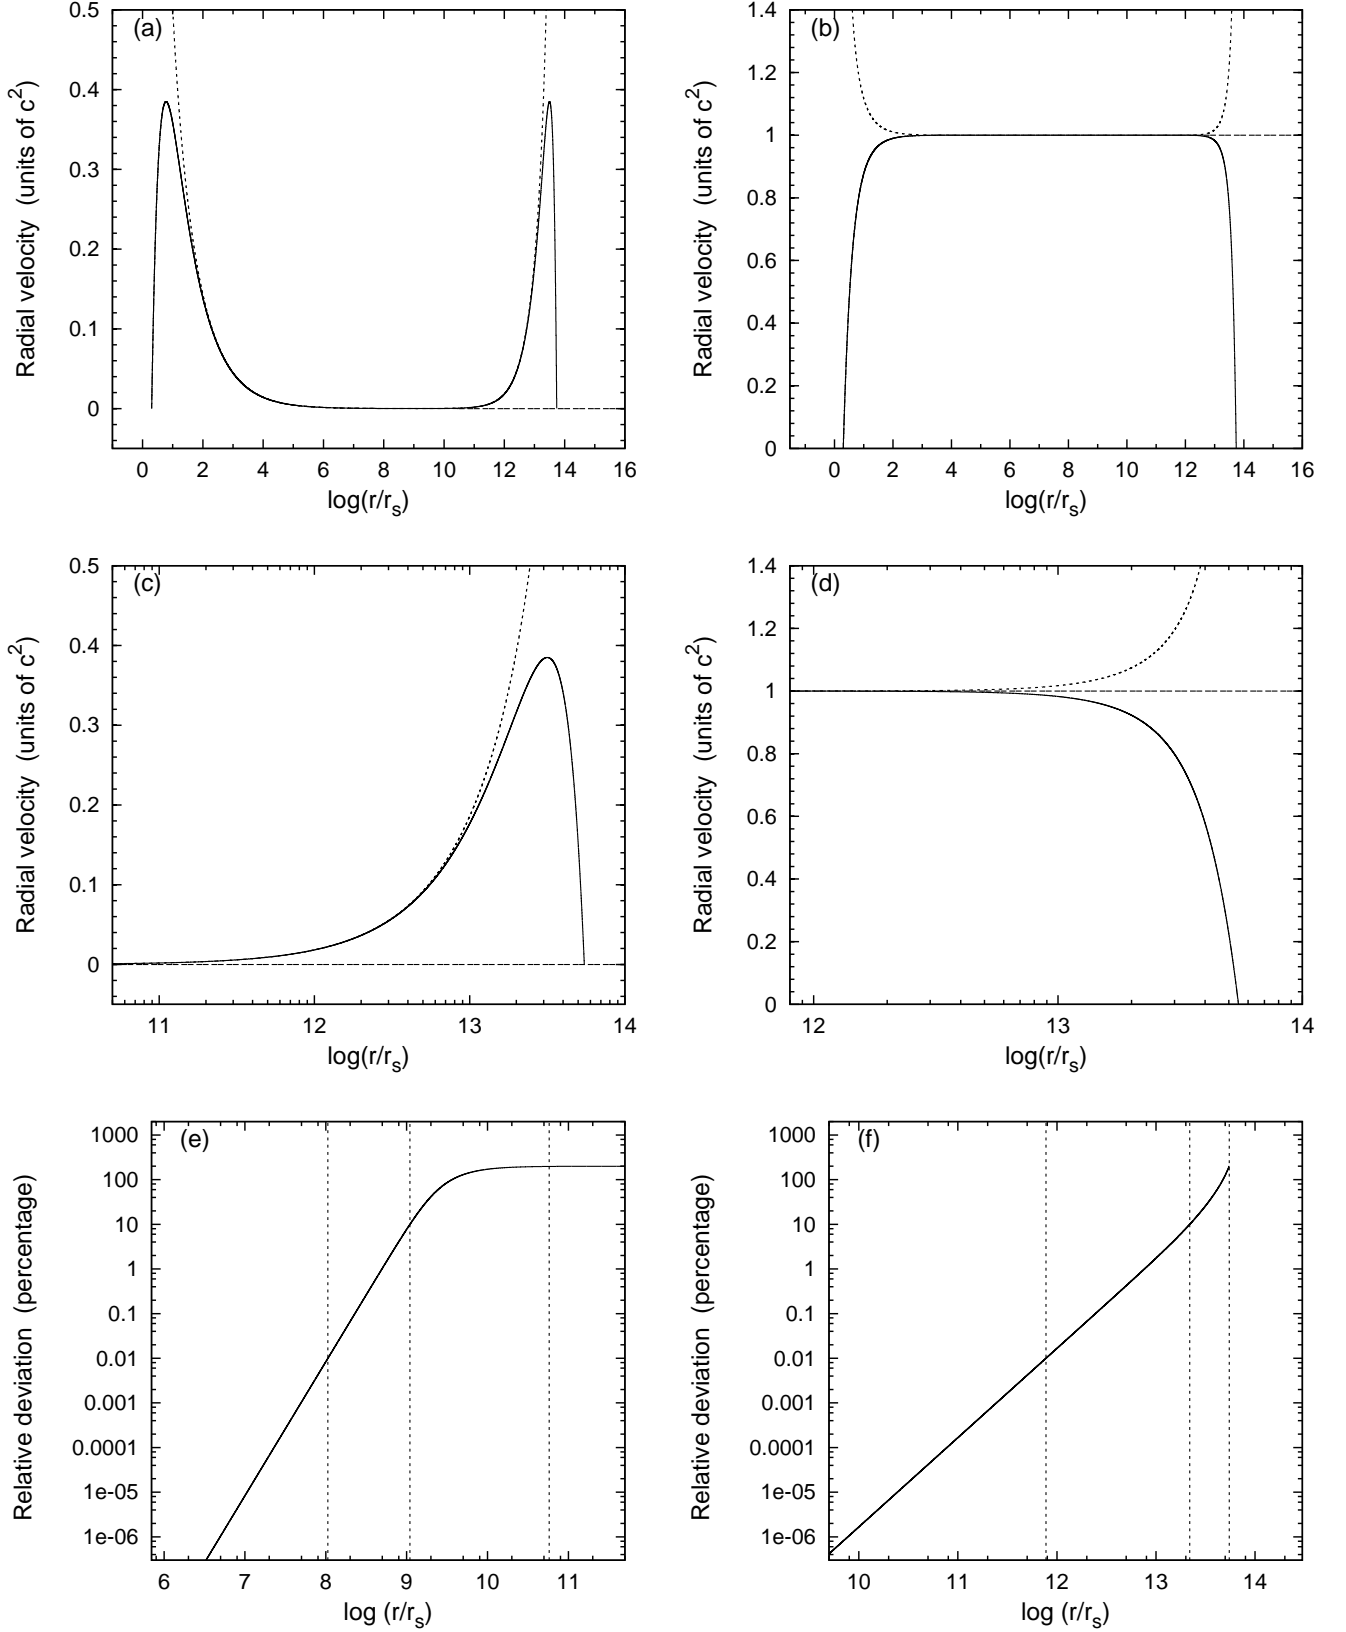 (a)
0.5
0.4
0.3
0.2
0.1
0
Radial velocity (units of c²)
0 2 4 6 8 10 12 14 16
log(r/rₛ)
(b)
1.4
1.2
1
0.8
0.6
0.4
0.2
0
Radial velocity (units of c²)
0 2 4 6 8 10 12 14 16
log(r/rₛ)
(c)
0.5
0.4
0.3
0.2
0.1
0
Radial velocity (units of c²)
11 12 13 14
log(r/rₛ)
(d)
1.4
1.2
1
0.8
0.6
0.4
0.2
0
Radial velocity (units of c²)
12 13 14
log(r/rₛ)
(e)
1000
100
10
1
0.1
0.01
0.001
0.0001
1e-05
1e-06
Relative deviation (percentage)
6 7 8 9 10 11
log (r/rₛ)
(f)
1000
100
10
1
0.1
0.01
0.001
0.0001
1e-05
1e-06
Relative deviation (percentage)
10 11 12 13 14
log (r/rₛ)